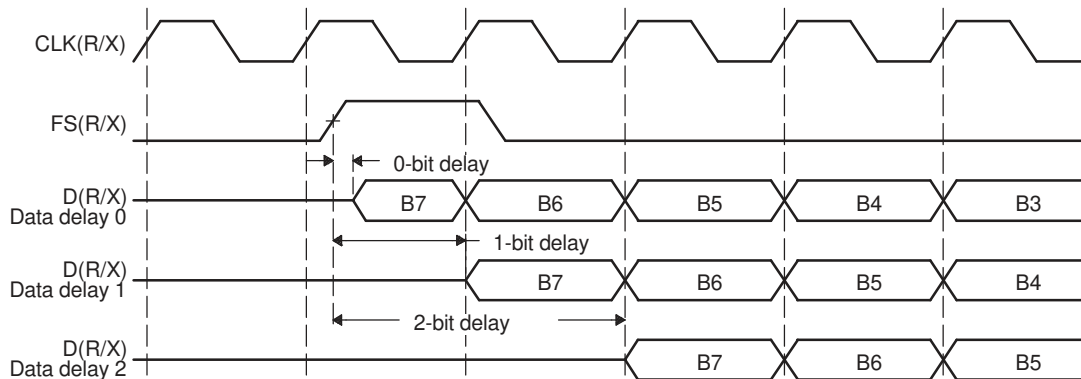 CLK(R/X)
FS(R/X)
0-bit delay
D(R/X)
Data delay 0
B7 B6 B5 B4 B3
1-bit delay
D(R/X)
Data delay 1
B7 B6 B5 B4
2-bit delay
D(R/X)
Data delay 2
B7 B6 B5